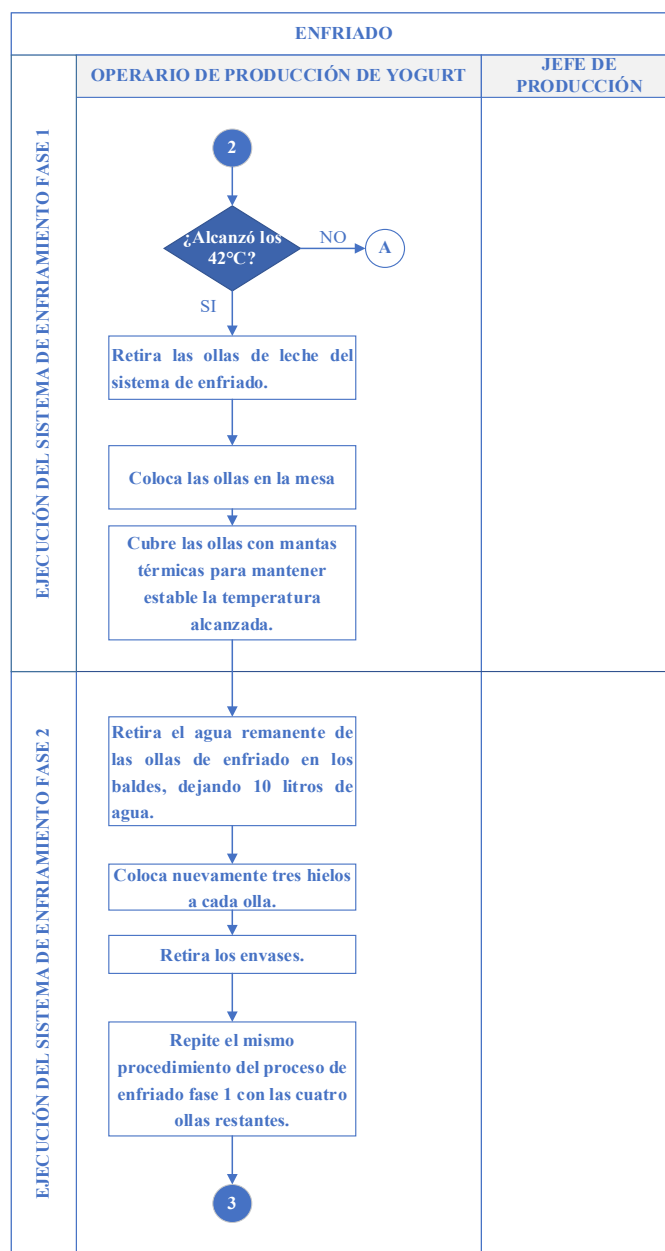 ENFRIADO
OPERARIO DE PRODUCCIÓN DE YOGURT
JEFE DE
PRODUCCIÓN
EJECUCIÓN DEL SISTEMA DE ENFRIAMIENTO FASE 1
2
¿Alcanzó los
42°C?
NO
A
SI
Retira las ollas de leche del
sistema de enfriado.
Coloca las ollas en la mesa
Cubre las ollas con mantas
térmicas para mantener
estable la temperatura
alcanzada.
EJECUCIÓN DEL SISTEMA DE ENFRIAMIENTO FASE 2
Retira el agua remanente de
las ollas de enfriado en los
baldes, dejando 10 litros de
agua.
Coloca nuevamente tres hielos
a cada olla.
Retira los envases.
Repite el mismo
procedimiento del proceso de
enfriado fase 1 con las cuatro
ollas restantes.
3